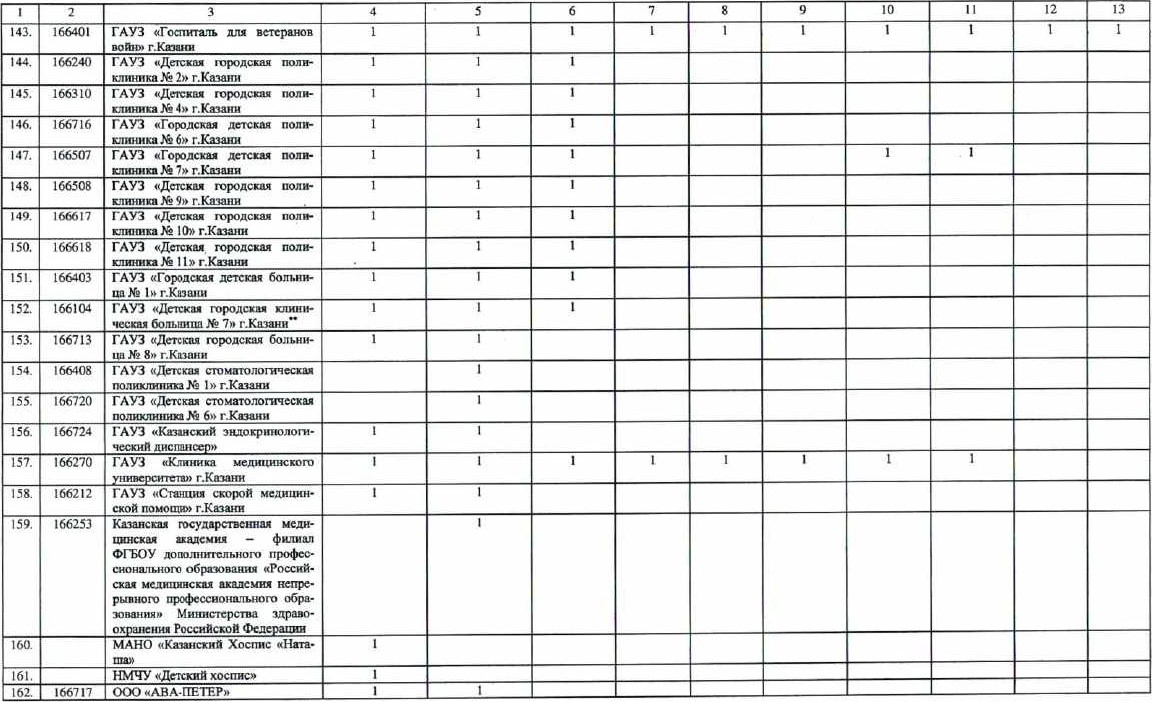 1 2 3 4 5 6 7 8 9 10 11 12 13
143. 166401 ГАУЗ «Госпиталь для ветеранов 1 1 1 1 1 1 1 1 1 1
войн» г.Казани
144. 166240 ГАУЗ «Детская городская поли- 1 1 1
клиника № 2» г.Казани
145. 166310 ГАУЗ «Детская городская поли- 1 1 1
клиника № 4» г.Казани
146. 166716 ГАУЗ «Городская детская поли- 1 1 1
клиника № 6» г.Казани
147. 166507 ГАУЗ «Городская детская поли- 1 1 1 1 1
клиника № 7» г.Казани
148. 166508 ГАУЗ «Детская городская поли- 1 1 1
клиника № 9» г.Казани
149. 166617 ГАУЗ «Детская городская поли- 1 1 1
клиника № 10» г.Казани
150. 166618 ГАУЗ «Детская городская поли- 1 1 1
клиника № 11» г.Казани
151. 166403 ГАУЗ «Городская детская больни- 1 1 1
ца № 1» г.Казани
152. 166104 ГАУЗ «Детская городская клини- 1 1 1
ческая больница № 7» г.Казани**
153. 166713 ГАУЗ «Детская городская больни- 1 1
ца № 8» г.Казани
154. 166408 ГАУЗ «Детская стоматологическая 1
поликлиника № 1» г.Казани
155. 166720 ГАУЗ «Детская стоматологическая 1
поликлиника № 6» г.Казани
156. 166724 ГАУЗ «Казанский эндокринологи- 1 1
ческий диспансер»
157. 166270 ГАУЗ «Клиника медицинского 1 1 1 1 1 1 1 1
университета» г.Казани
158. 166212 ГАУЗ «Станция скорой медицин- 1 1
ской помощи» г.Казани
159. 166253 Казанская государственная меди- 1
цинская академия – филиал
ФГБОУ дополнительного профес-
сионального образования «Россий-
ская медицинская академия непре-
рывного профессионального обра-
зования» Министерства здраво-
охранения Российской Федерации
160. МАНО «Казанский Хоспис «Ната- 1
ша»
161. НМЧУ «Детский хоспис» 1
162. 166717 ООО «АВА-ПЕТЕР» 1 1